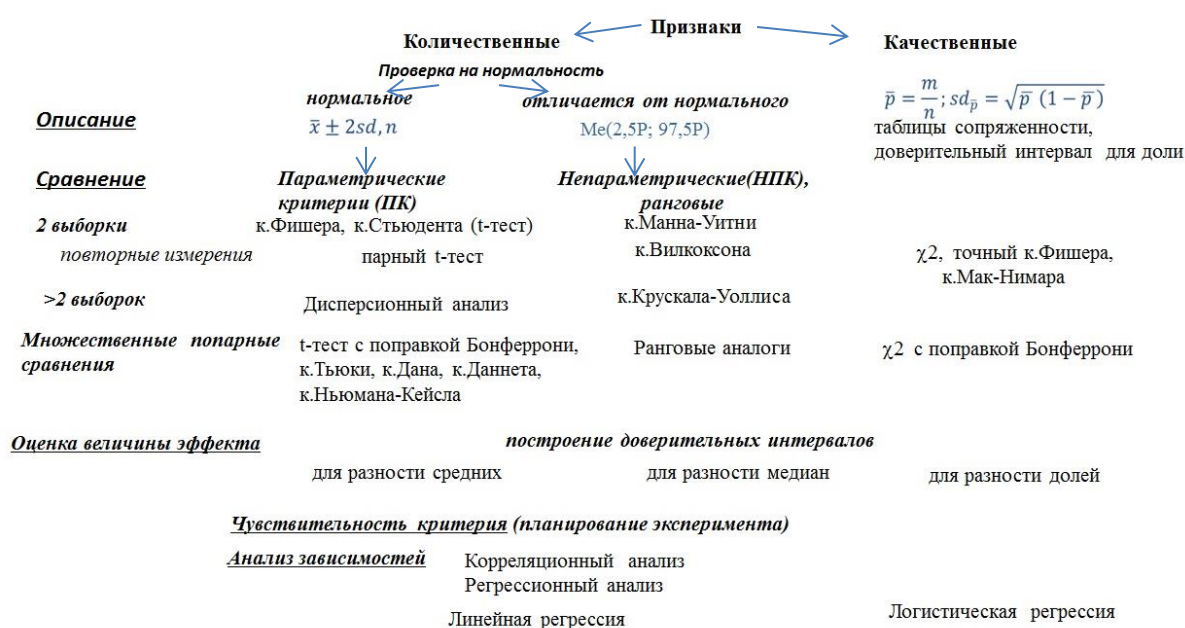 Признаки
Количественные
Качественные
Проверка на нормальность
нормальное
отличается от нормального
Описание
x̄ ± 2sd, n
Me(2,5P; 97,5P)
p̄ = m/n; sd_p̄ = √p̄ (1 − p̄)
таблицы сопряженности,
доверительный интервал для доли
Сравнение
Параметрические
критерии (ПК)
Непараметрические(НПК),
ранговые
2 выборки
к.Фишера, к.Стьюдента (t-тест)
к.Манна-Уитни
повторные измерения
парный t-тест
к.Вилкоксона
χ2, точный к.Фишера,
к.Мак-Нимара
>2 выборок
Дисперсионный анализ
к.Крускала-Уоллиса
Множественные попарные
сравнения
t-тест с поправкой Бонферрони,
к.Тьюки, к.Дана, к.Даннета,
к.Ньюмана-Кейсла
Ранговые аналоги
χ2 с поправкой Бонферрони
Оценка величины эффекта
построение доверительных интервалов
для разности средних
для разности медиан
для разности долей
Чувствительность критерия (планирование эксперимента)
Анализ зависимостей
Корреляционный анализ
Регрессионный анализ
Линейная регрессия
Логистическая регрессия